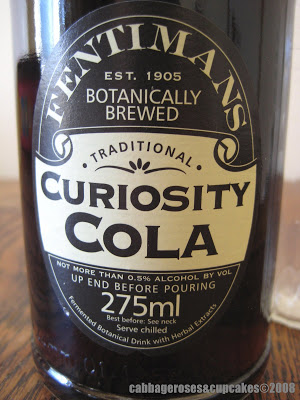 FENTIMANS
EST. 1905
BOTANICALLY
BREWED
• TRADITIONAL •
CURIOSITY
COLA
NOT MORE THAN 0.5% ALCOHOL BY VOL
UP END BEFORE POURING
275ml
Best before: See neck
Serve chilled
Fermented Botanical Drink with Herbal Extracts
cabbageroses&cupcakes©2008